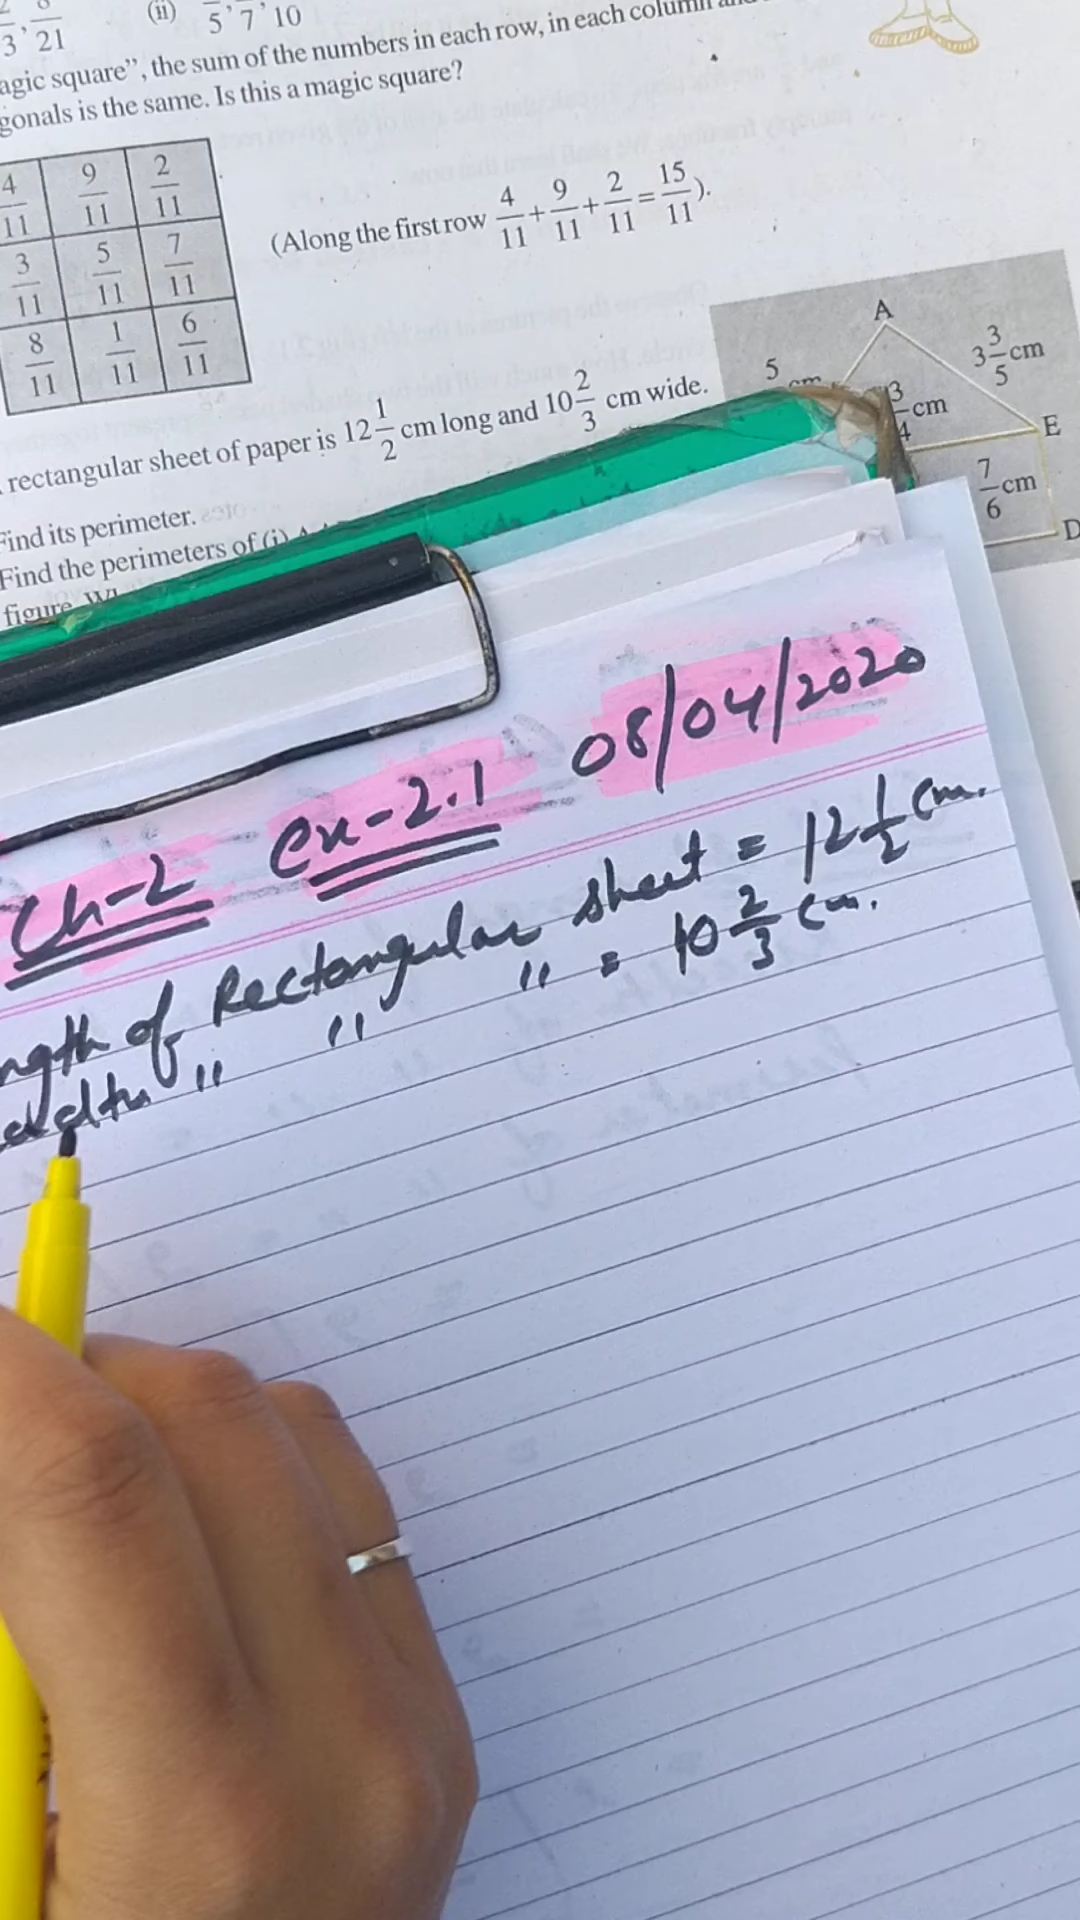 3, 21 (ii) 5, 7, 10
agic square”, the sum of the numbers in each row, in each column
gonals is the same. Is this a magic square?
4/11 9/11 2/11
3/11 5/11 7/11
8/11 1/11 6/11
(Along the first row 4/11 + 9/11 + 2/11 = 15/11).
rectangular sheet of paper is 12 1/2 cm long and 10 2/3 cm wide.
Find its perimeter.
Find the perimeters of (i)
figure.
A
5 cm
3 3/5 cm
3/4 cm
E
7/6 cm
D
Ch-2 ex-2.1 08/04/2020
ngth of Rectangular sheet = 12 1/2 cm.
" " " = 10 2/3 cm.